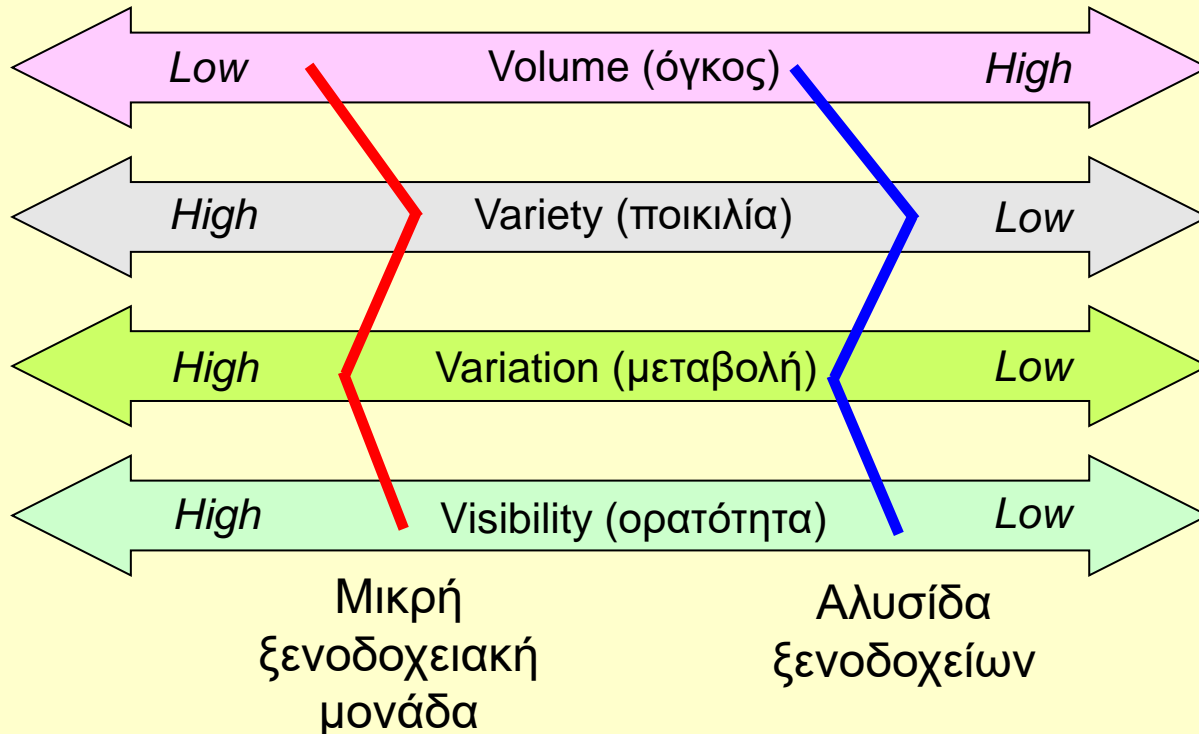 Low Volume (όγκος) High
High Variety (ποικιλία) Low
High Variation (μεταβολή) Low
High Visibility (ορατότητα) Low
Μικρή
ξενοδοχειακή
μονάδα
Αλυσίδα
ξενοδοχείων